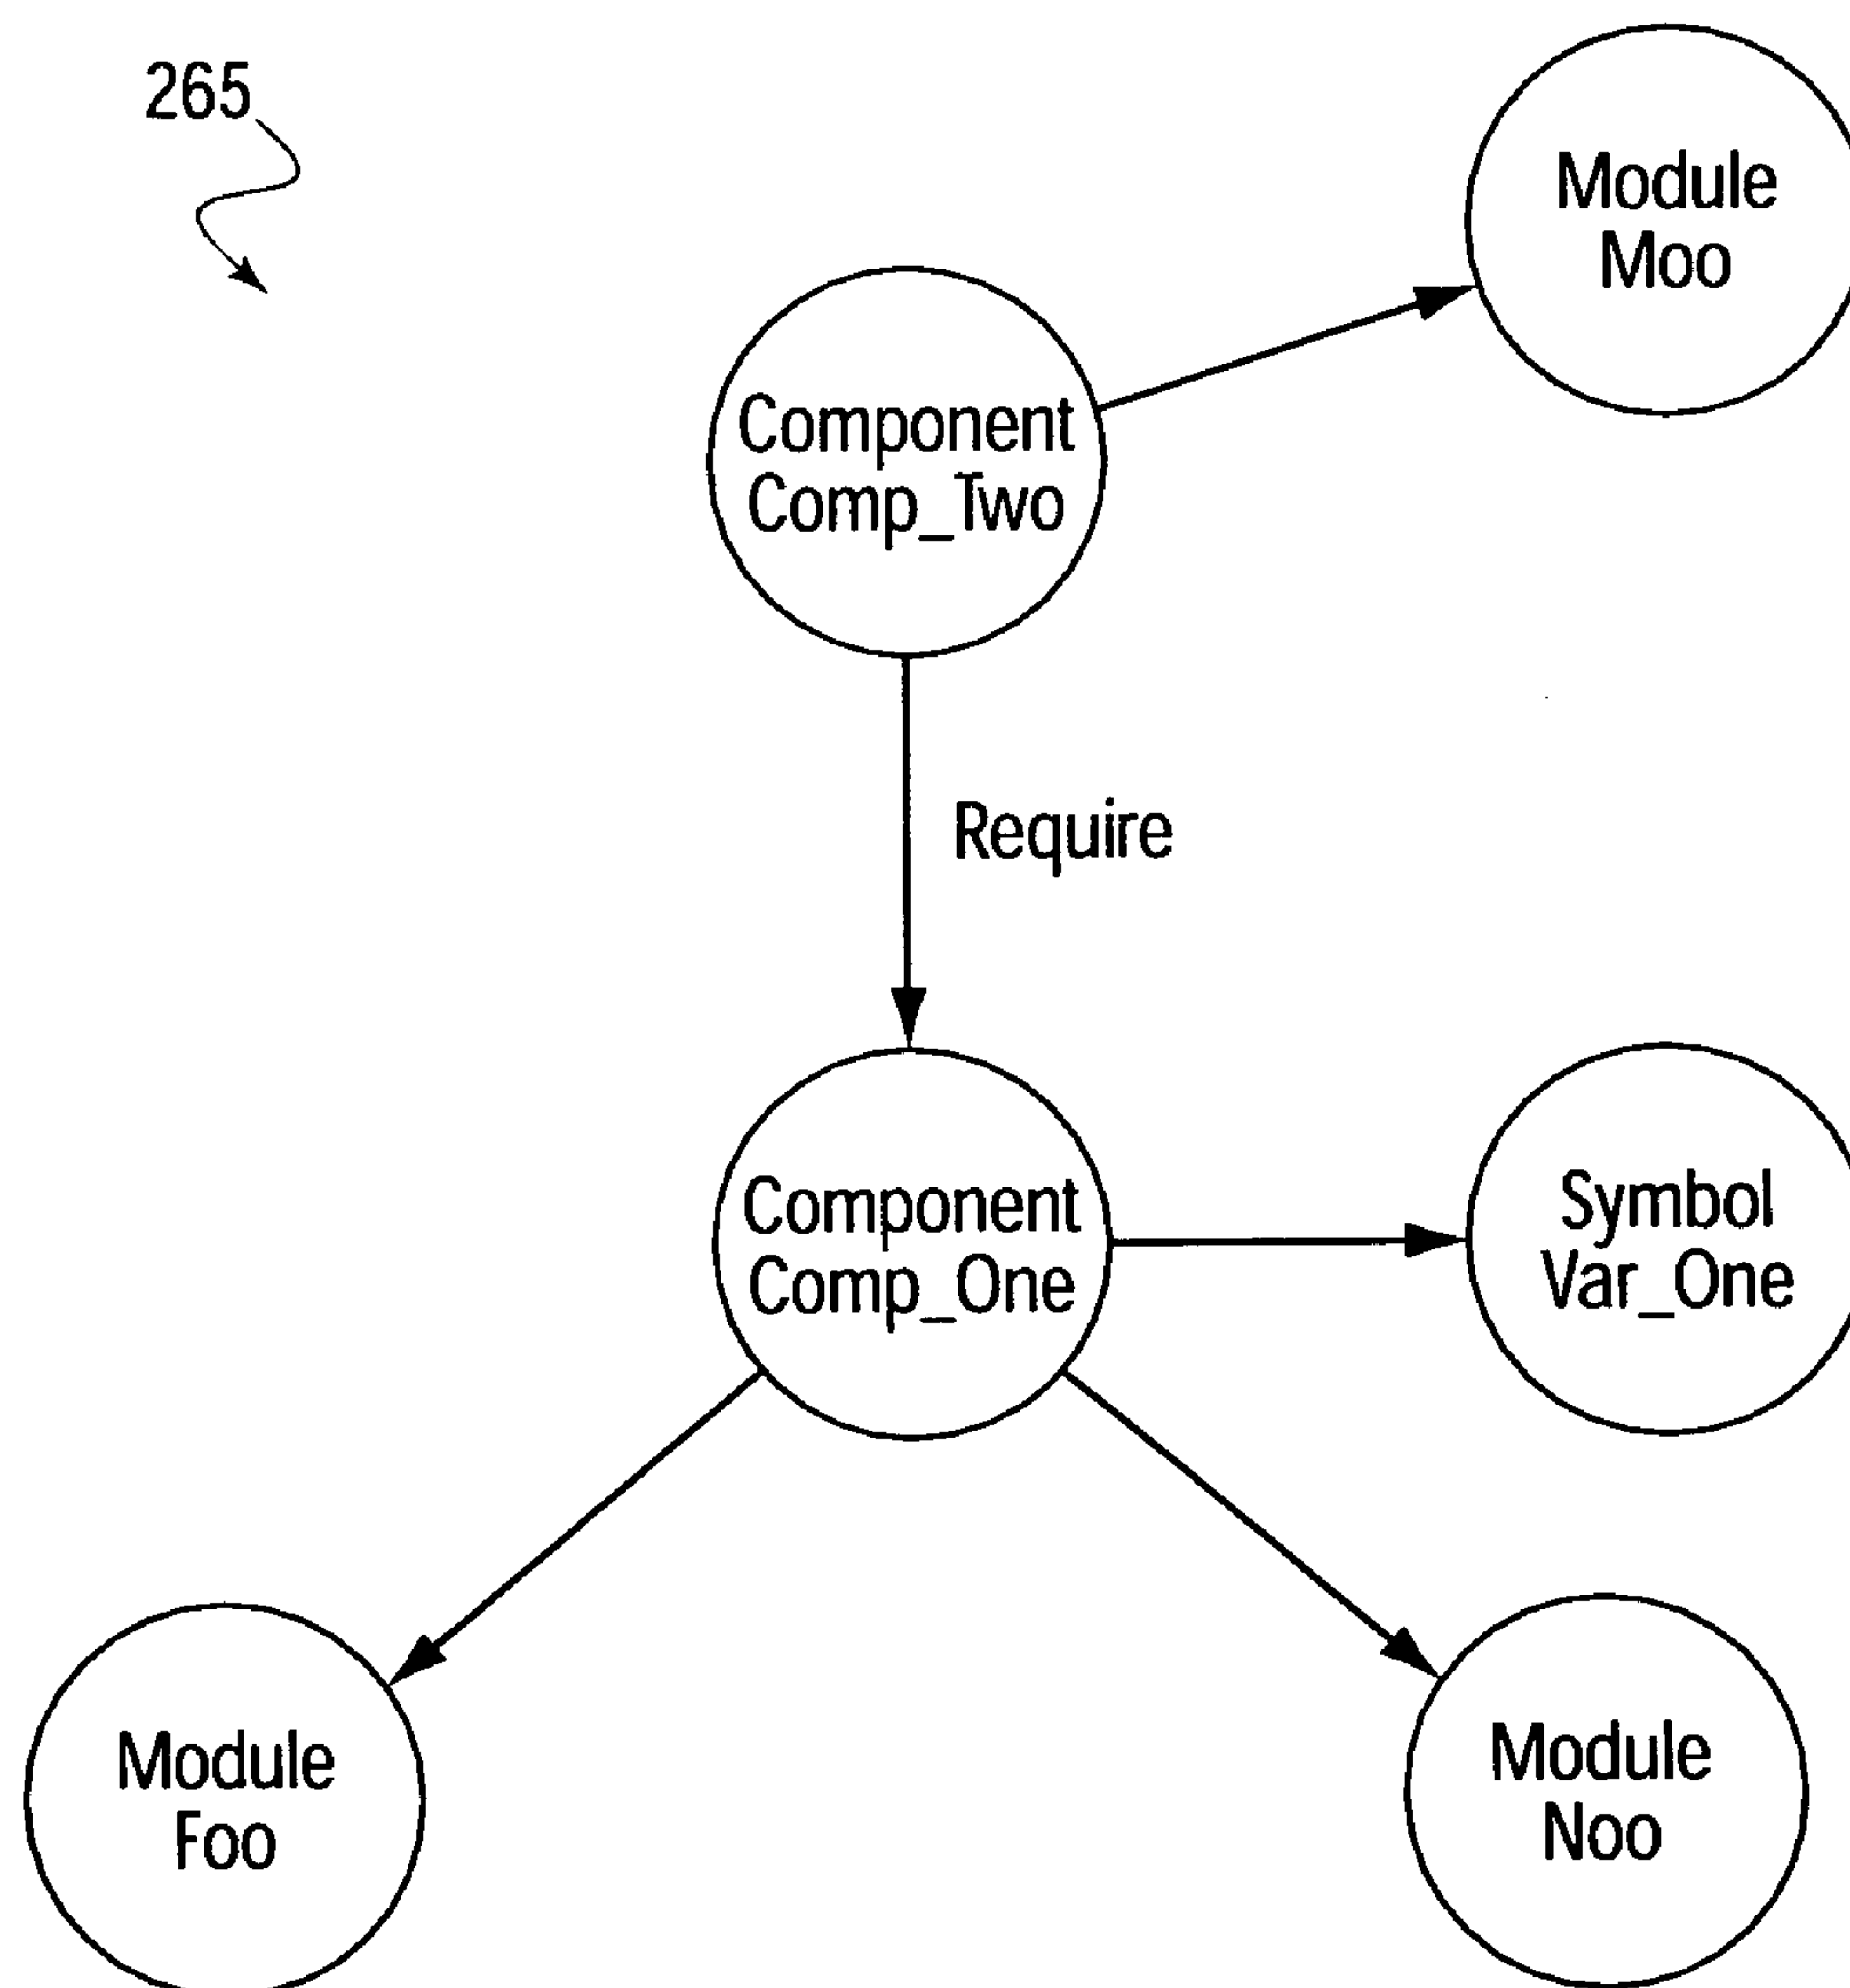 265
Module
Moo
Component
Comp_Two
Require
Component
Comp_One
Symbol
Var_One
Module
Foo
Module
Noo